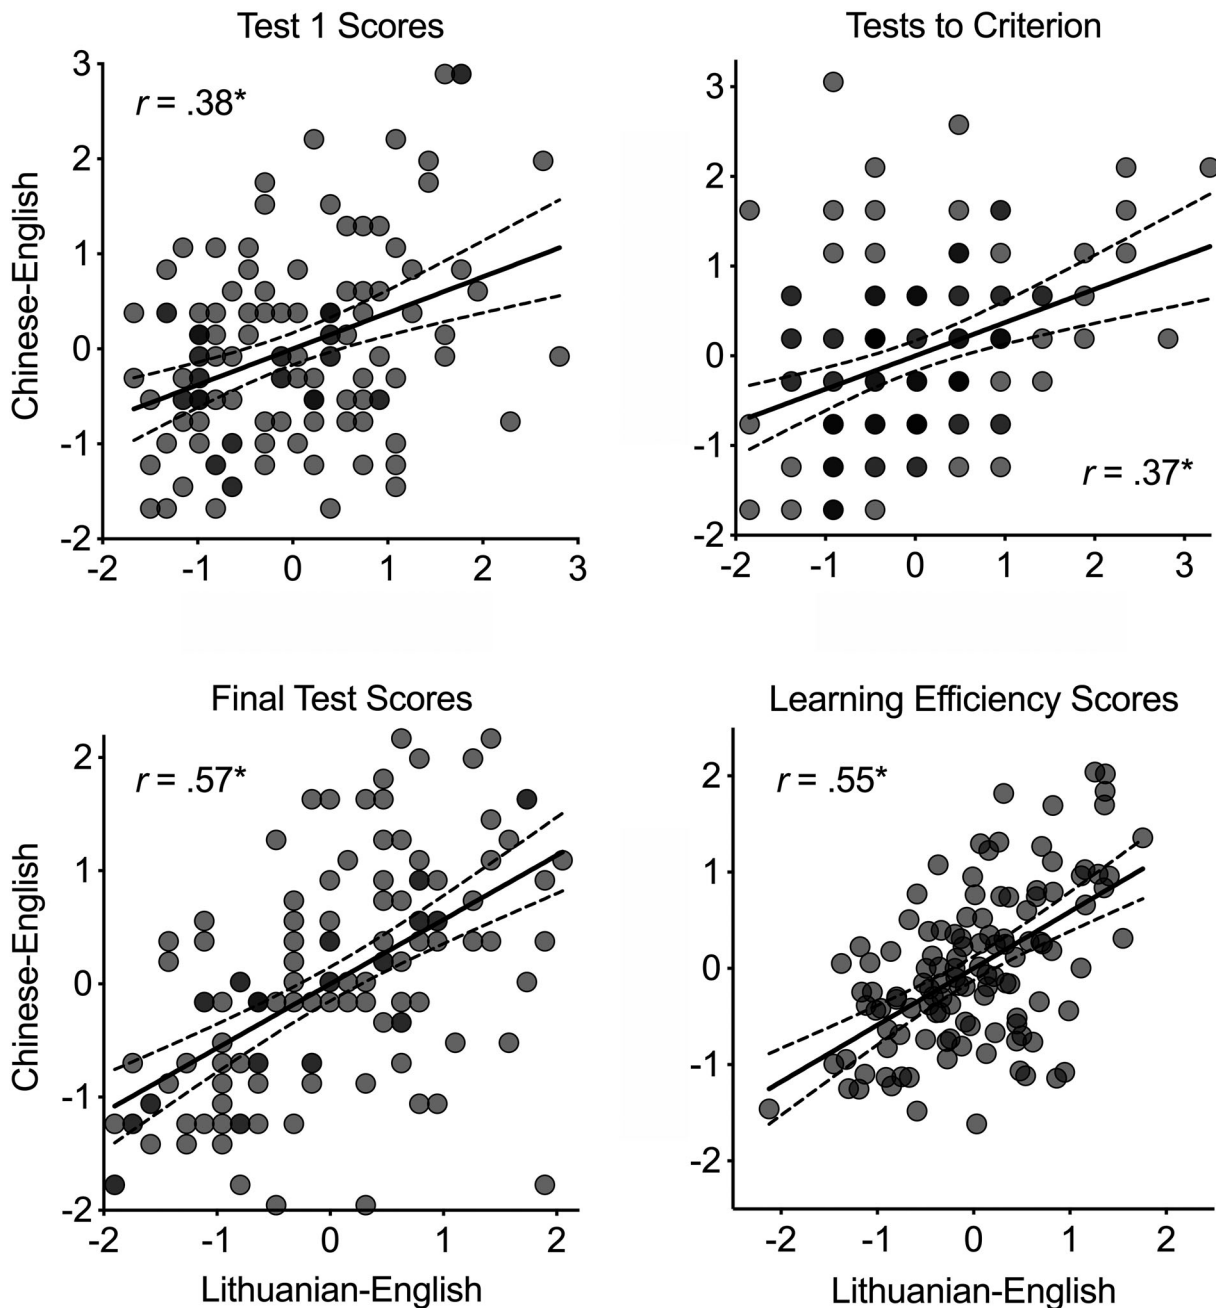 Test 1 Scores
Tests to Criterion
r = .38*
r = .37*
Chinese-English
3
2
1
0
-1
-2
-2 -1 0 1 2 3
3
2
1
0
-1
-2
-2 -1 0 1 2 3
Final Test Scores
Learning Efficiency Scores
r = .57*
r = .55*
Chinese-English
2
1
0
-1
-2
-2 -1 0 1 2
2
1
0
-1
-2
-2 -1 0 1 2
Lithuanian-English
Lithuanian-English